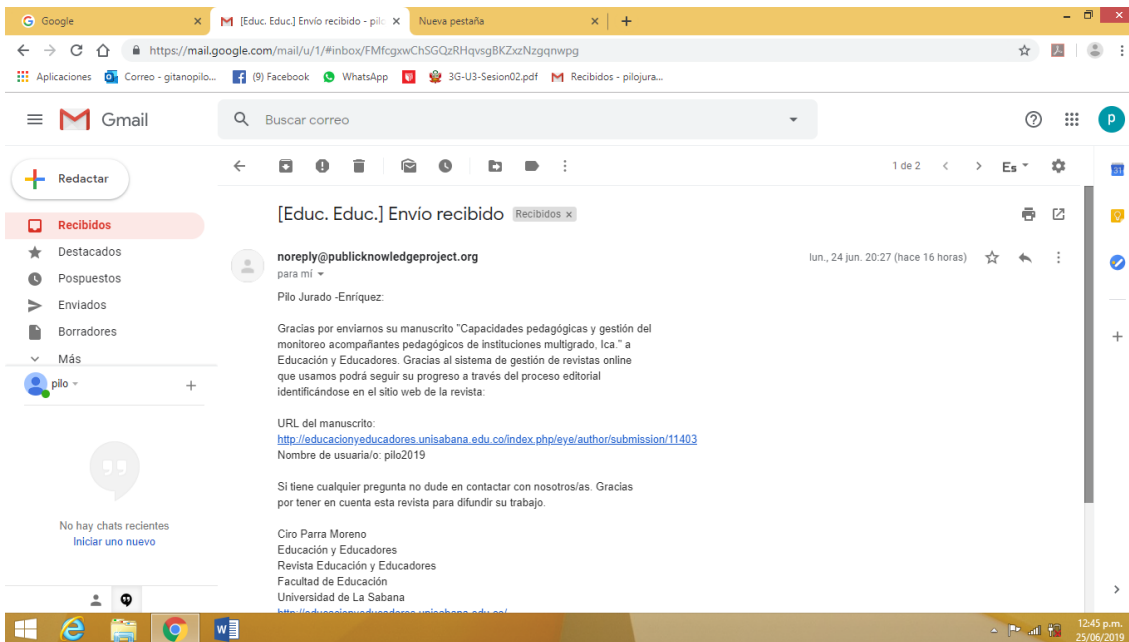 Google
[Educ. Educ.] Envío recibido - pilo
Nueva pestaña
https://mail.google.com/mail/u/1/#inbox/FMfcgxwChSGQzRHqvsgBKZxzNzgqnwpg
Aplicaciones
Correo - gitanopilo...
(9) Facebook
WhatsApp
3G-U3-Sesion02.pdf
Recibidos - pilojura...
Gmail
Buscar correo
p
Redactar
1 de 2
Es
31
[Educ. Educ.] Envío recibido
Recibidos x
Recibidos
Destacados
Pospuestos
Enviados
Borradores
Más
pilo
No hay chats recientes
Iniciar uno nuevo
noreply@publicknowledgeproject.org
lun., 24 jun. 20:27 (hace 16 horas)
para mí
Pilo Jurado -Enríquez:
Gracias por enviarnos su manuscrito "Capacidades pedagógicas y gestión del
monitoreo acompañantes pedagógicos de instituciones multigrado, Ica." a
Educación y Educadores. Gracias al sistema de gestión de revistas online
que usamos podrá seguir su progreso a través del proceso editorial
identificándose en el sitio web de la revista:
URL del manuscrito:
http://educacionyeducadores.unisabana.edu.co/index.php/eye/author/submission/11403
Nombre de usuaria/o: pilo2019
Si tiene cualquier pregunta no dude en contactar con nosotros/as. Gracias
por tener en cuenta esta revista para difundir su trabajo.
Ciro Parra Moreno
Educación y Educadores
Revista Educación y Educadores
Facultad de Educación
Universidad de La Sabana
http://educacionyeducadores.unisabana.edu.co/
12:45 p.m.
25/06/2019